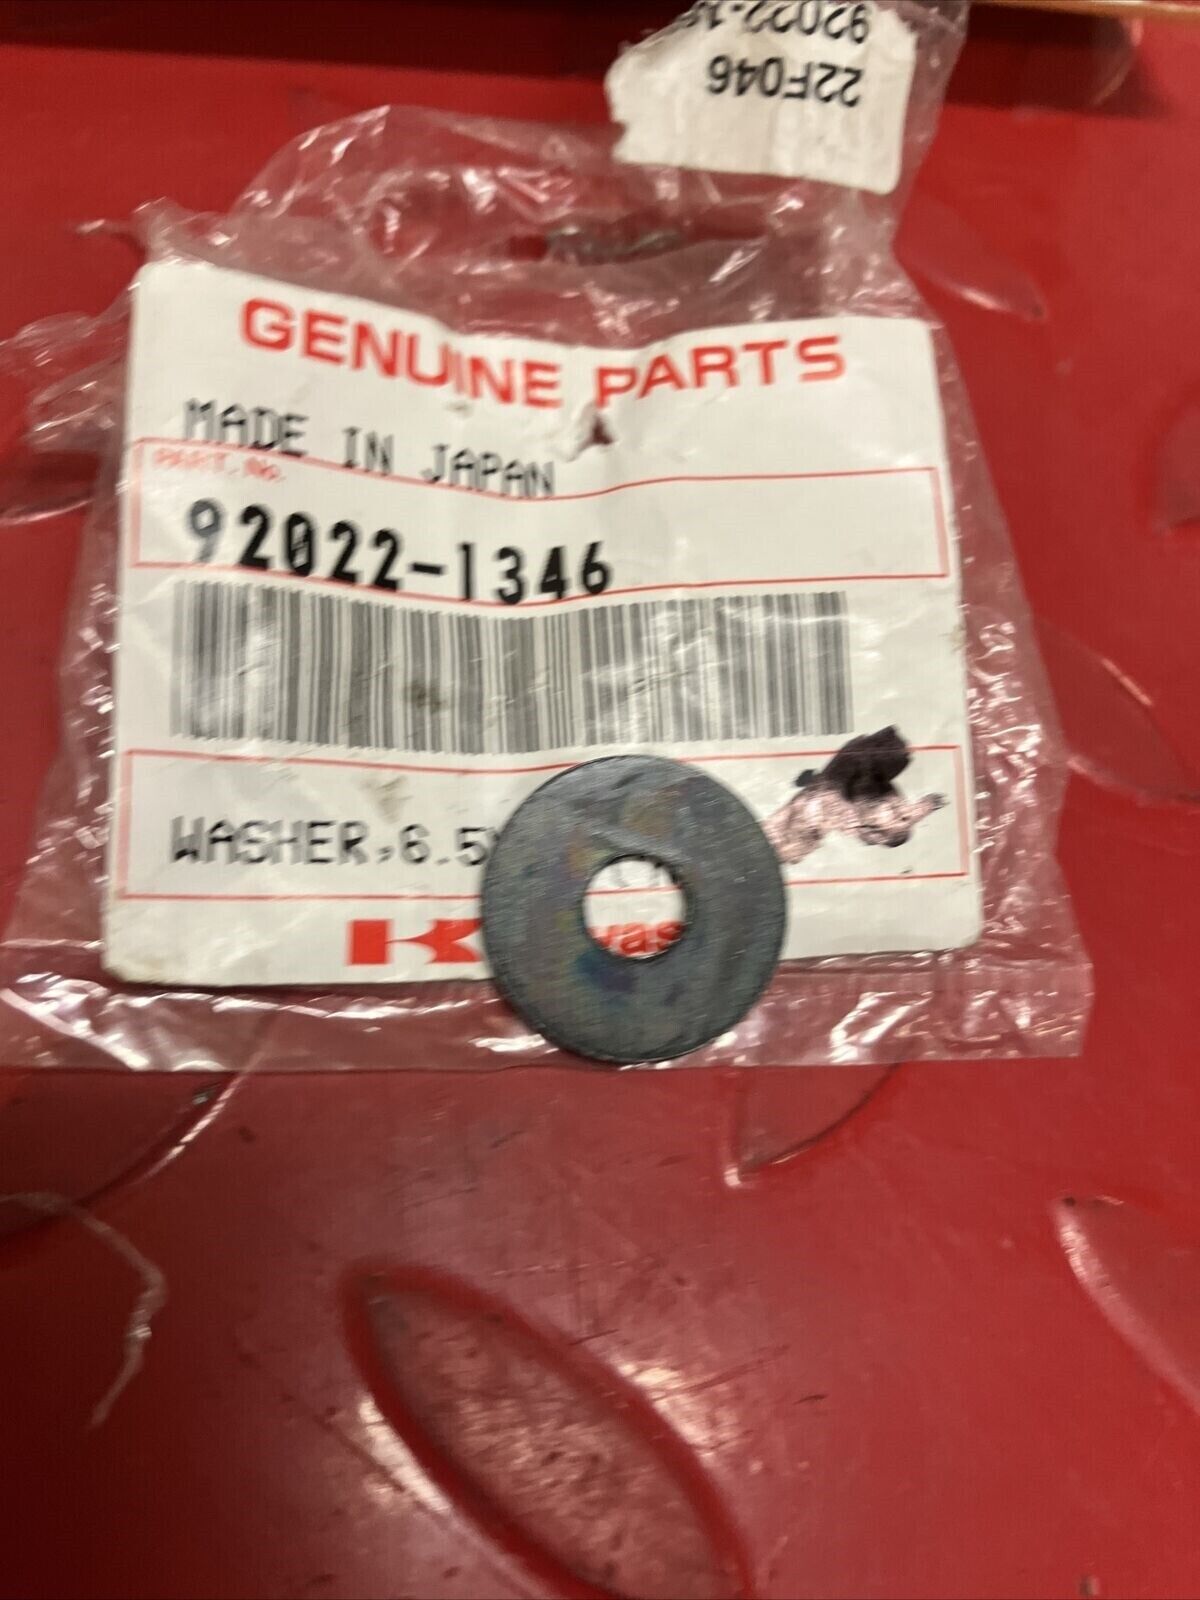 22F046
GENUINE PARTS
MADE IN JAPAN
PART. No.
92022-1346
WASHER,6.5